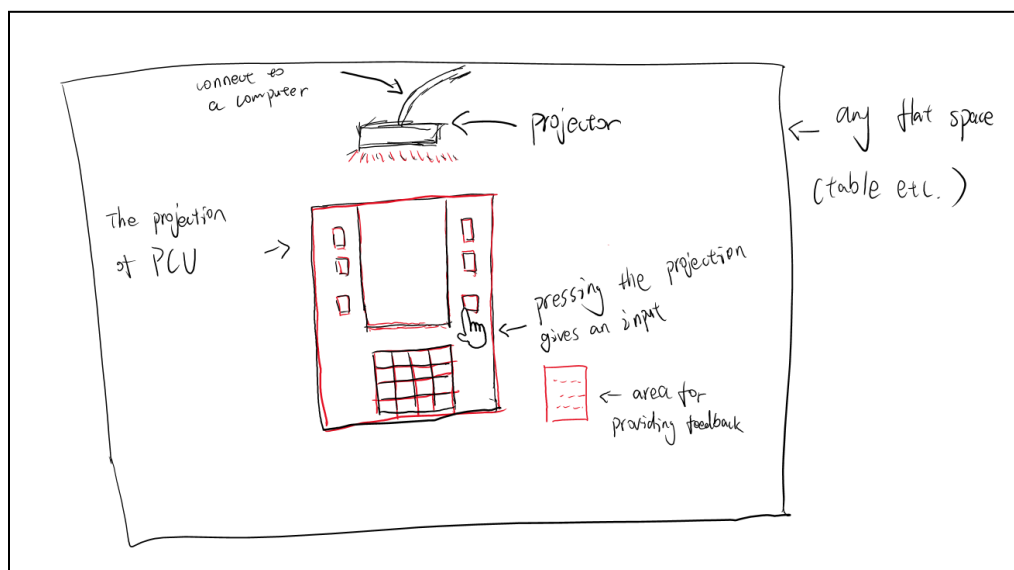 connect to
a computer
projector
any flat space
(table etc.)
The projection
of PCU
pressing the projection
gives an input
area for
providing feedback